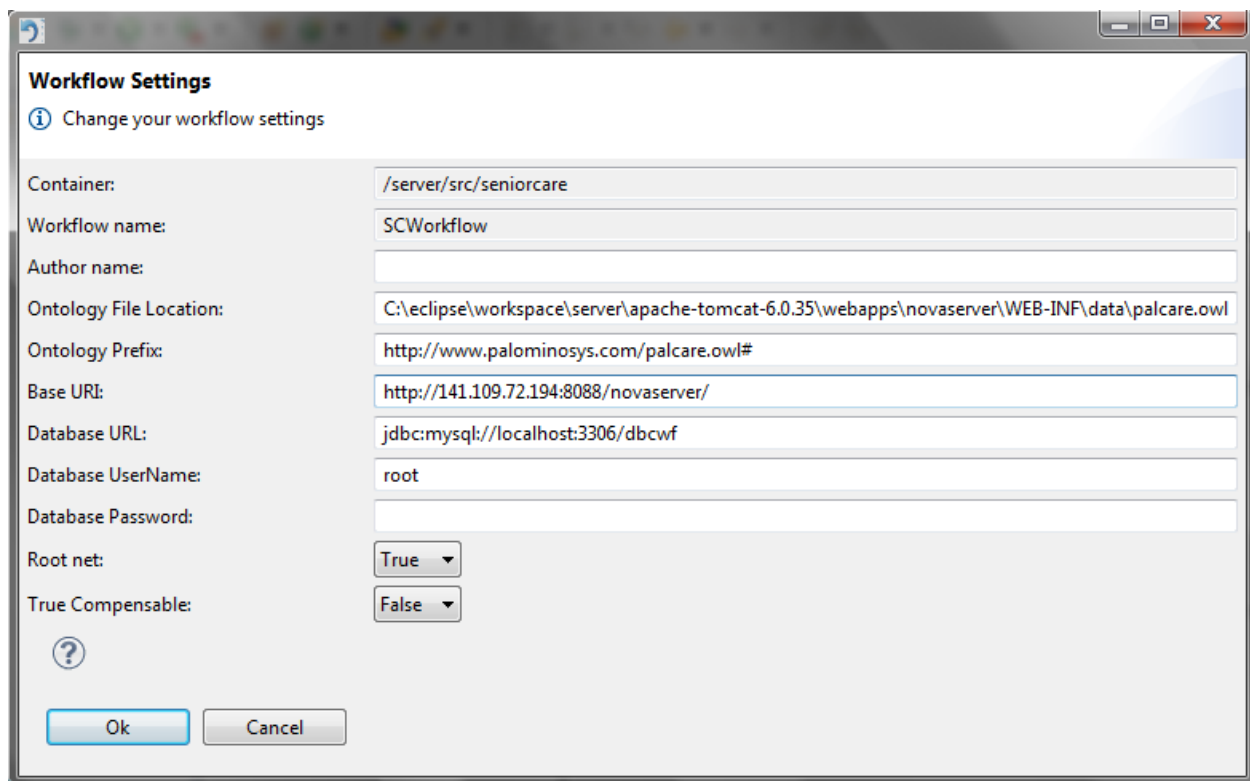 Workflow Settings
Change your workflow settings
Container: /server/src/seniorcare
Workflow name: SCWorkflow
Author name:
Ontology File Location: C:\eclipse\workspace\server\apache-tomcat-6.0.35\webapps\novaserver\WEB-INF\data\palcare.owl
Ontology Prefix: http://www.palominosys.com/palcare.owl#
Base URI: http://141.109.72.194:8088/novaserver/
Database URL: jdbc:mysql://localhost:3306/dbcwf
Database UserName: root
Database Password:
Root net: True
True Compensable: False
?
Ok Cancel